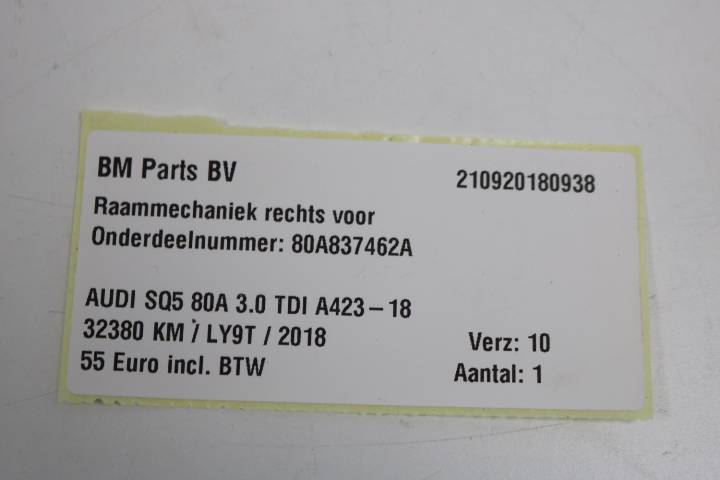 BM Parts BV 210920180938
Raammechaniek rechts voor
Onderdeelnummer: 80A837462A
AUDI SQ5 80A 3.0 TDI A423-18
32380 KM / LY9T / 2018 Verz: 10
55 Euro incl. BTW Aantal: 1